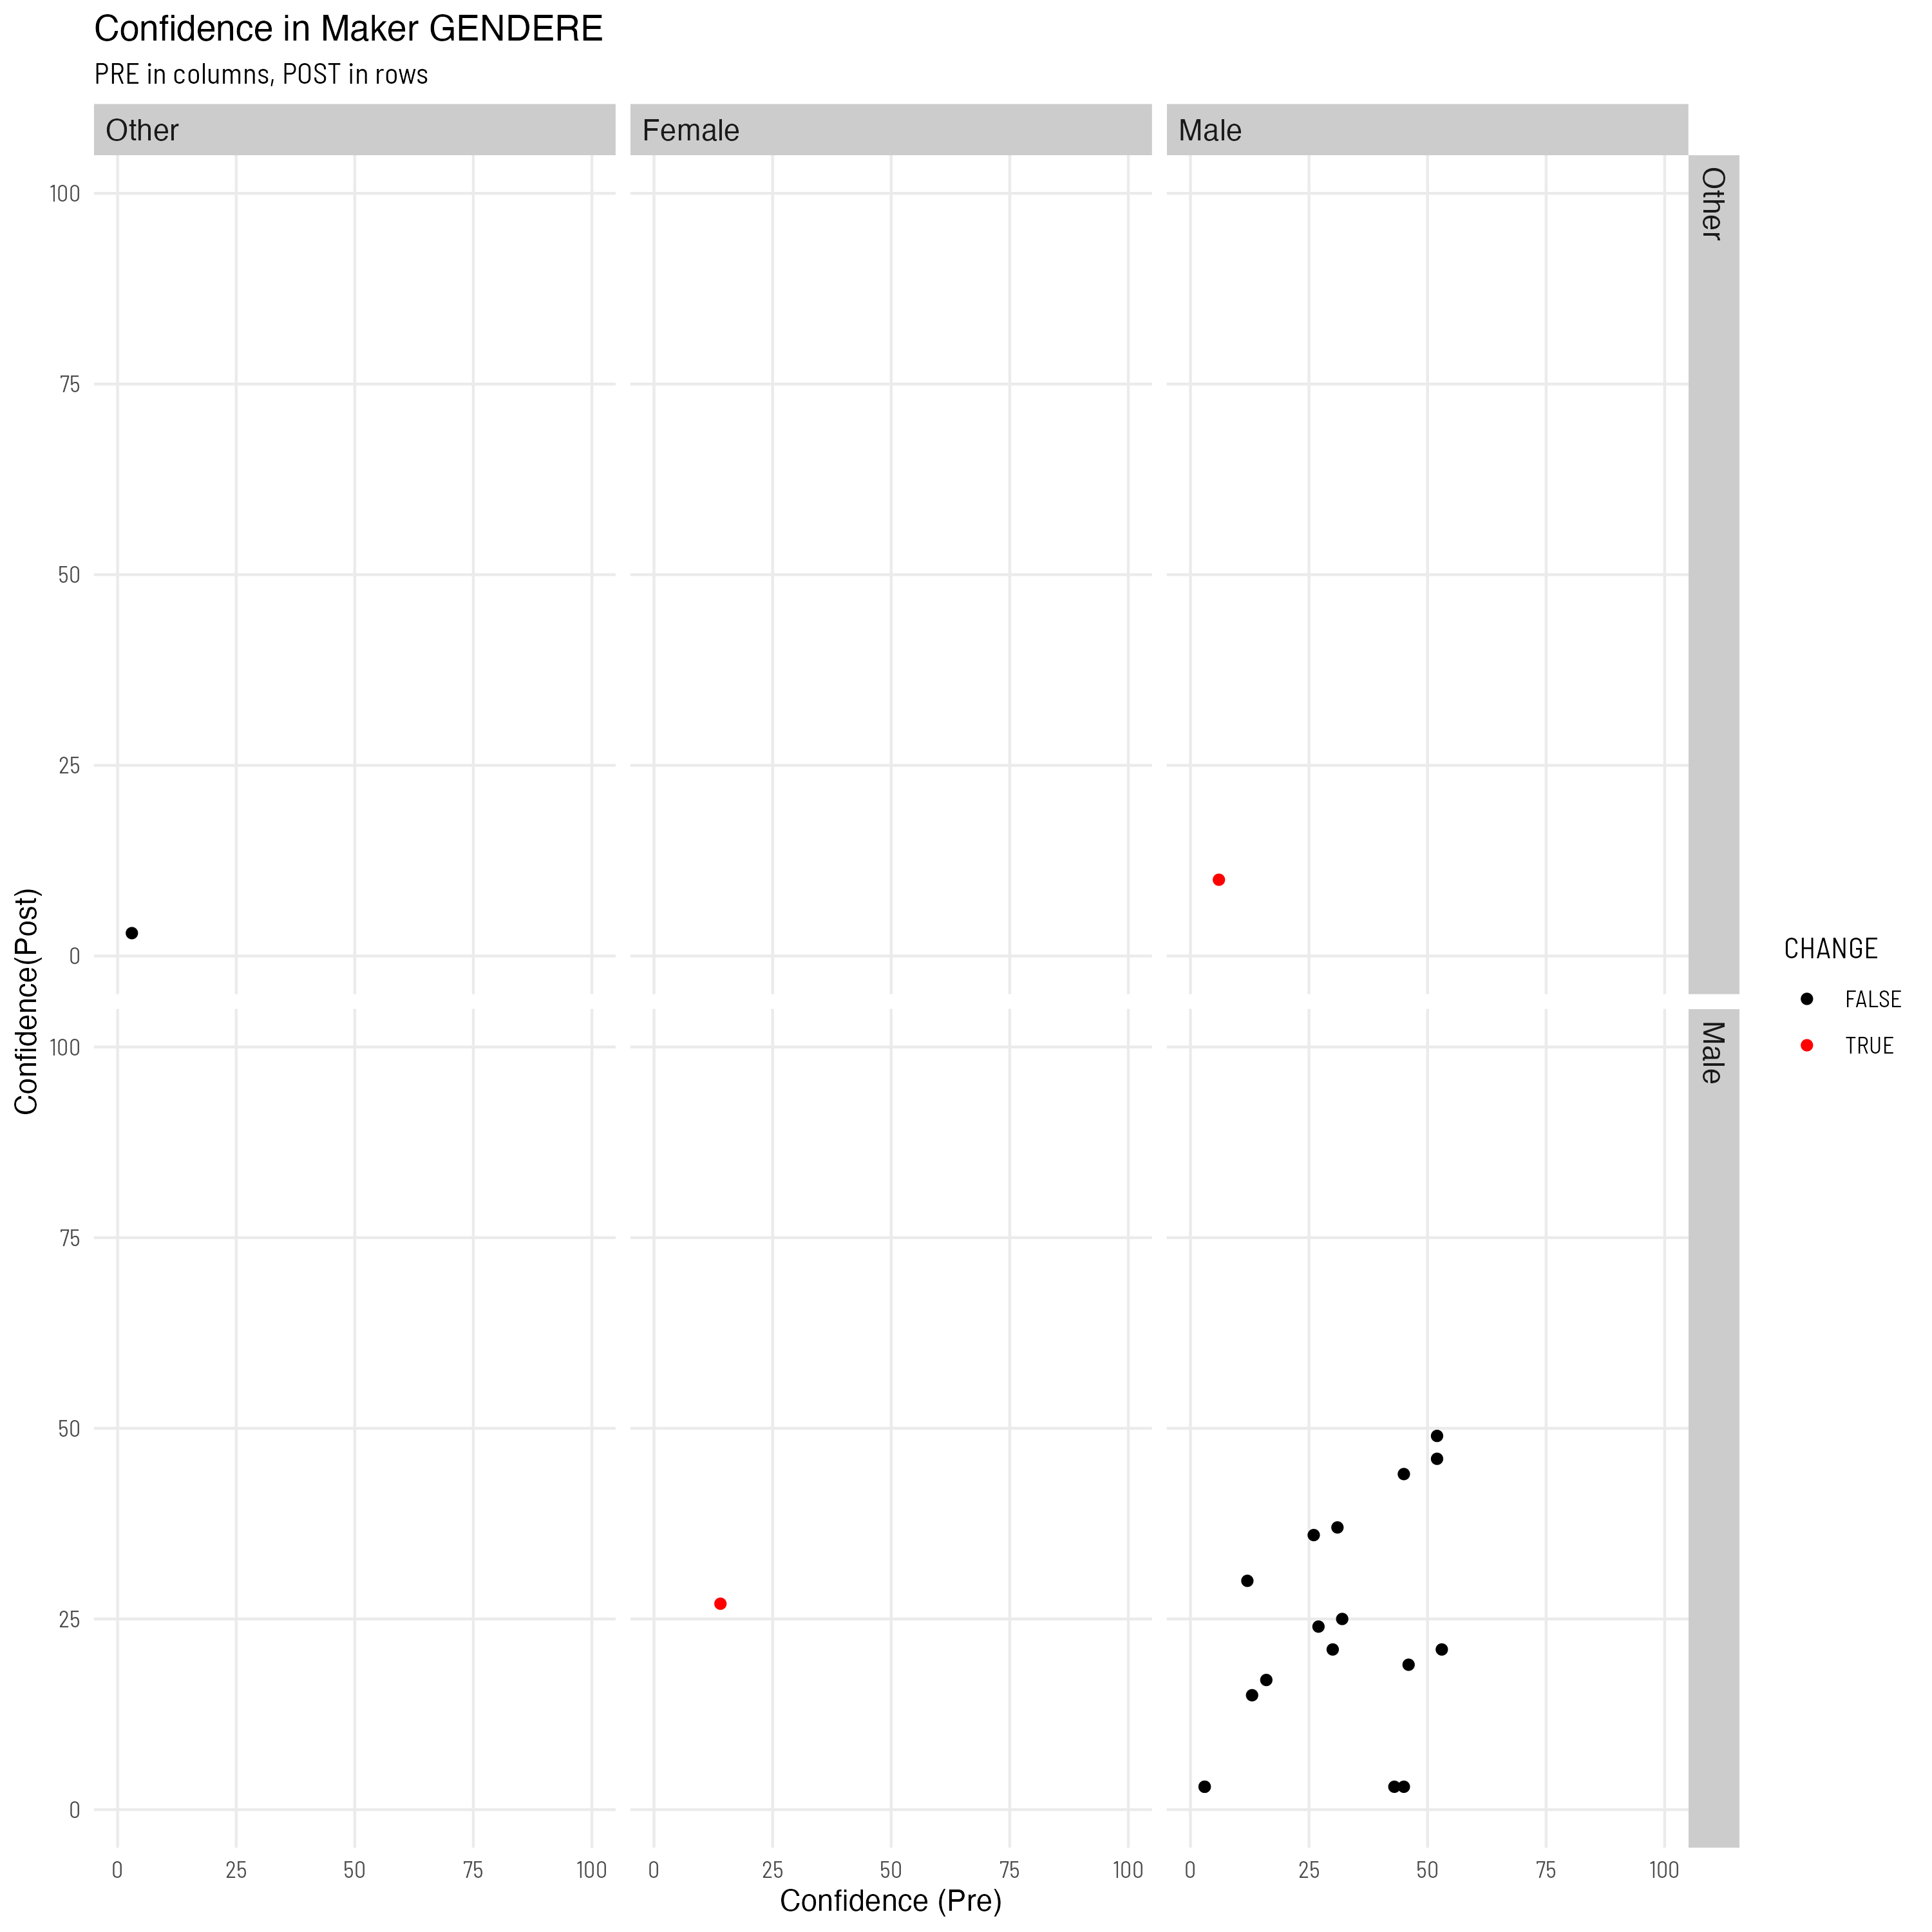 Confidence in Maker GENDERE
PRE in columns, POST in rows
Other
Female
Male
Other
100
75
50
25
0
Male
100
75
50
25
0
Confidence(Post)
0 25 50 75 100
0 25 50 75 100
0 25 50 75 100
Confidence (Pre)
CHANGE
FALSE
TRUE